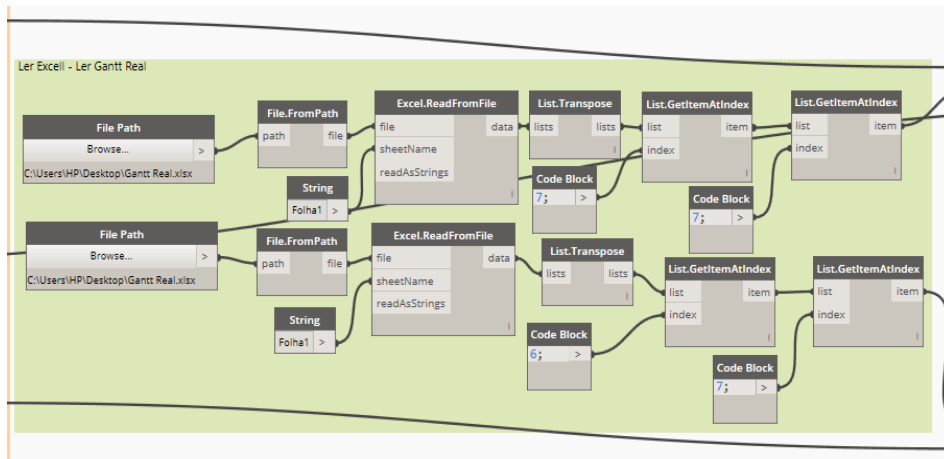 Ler Excell - Ler Gantt Real
File Path
Browse... >
C:\Users\HP\Desktop\Gantt Real.xlsx
File.FromPath
path file
String
Folha1 >
Excel.ReadFromFile
file data
sheetName
readAsStrings
List.Transpose
lists lists
Code Block
7; >
List.GetItemAtIndex
list item
index
Code Block
7; >
List.GetItemAtIndex
list item
index
File Path
Browse... >
C:\Users\HP\Desktop\Gantt Real.xlsx
File.FromPath
path file
String
Folha1 >
Excel.ReadFromFile
file data
sheetName
readAsStrings
List.Transpose
lists lists
Code Block
6; >
List.GetItemAtIndex
list item
index
Code Block
7; >
List.GetItemAtIndex
list item
index